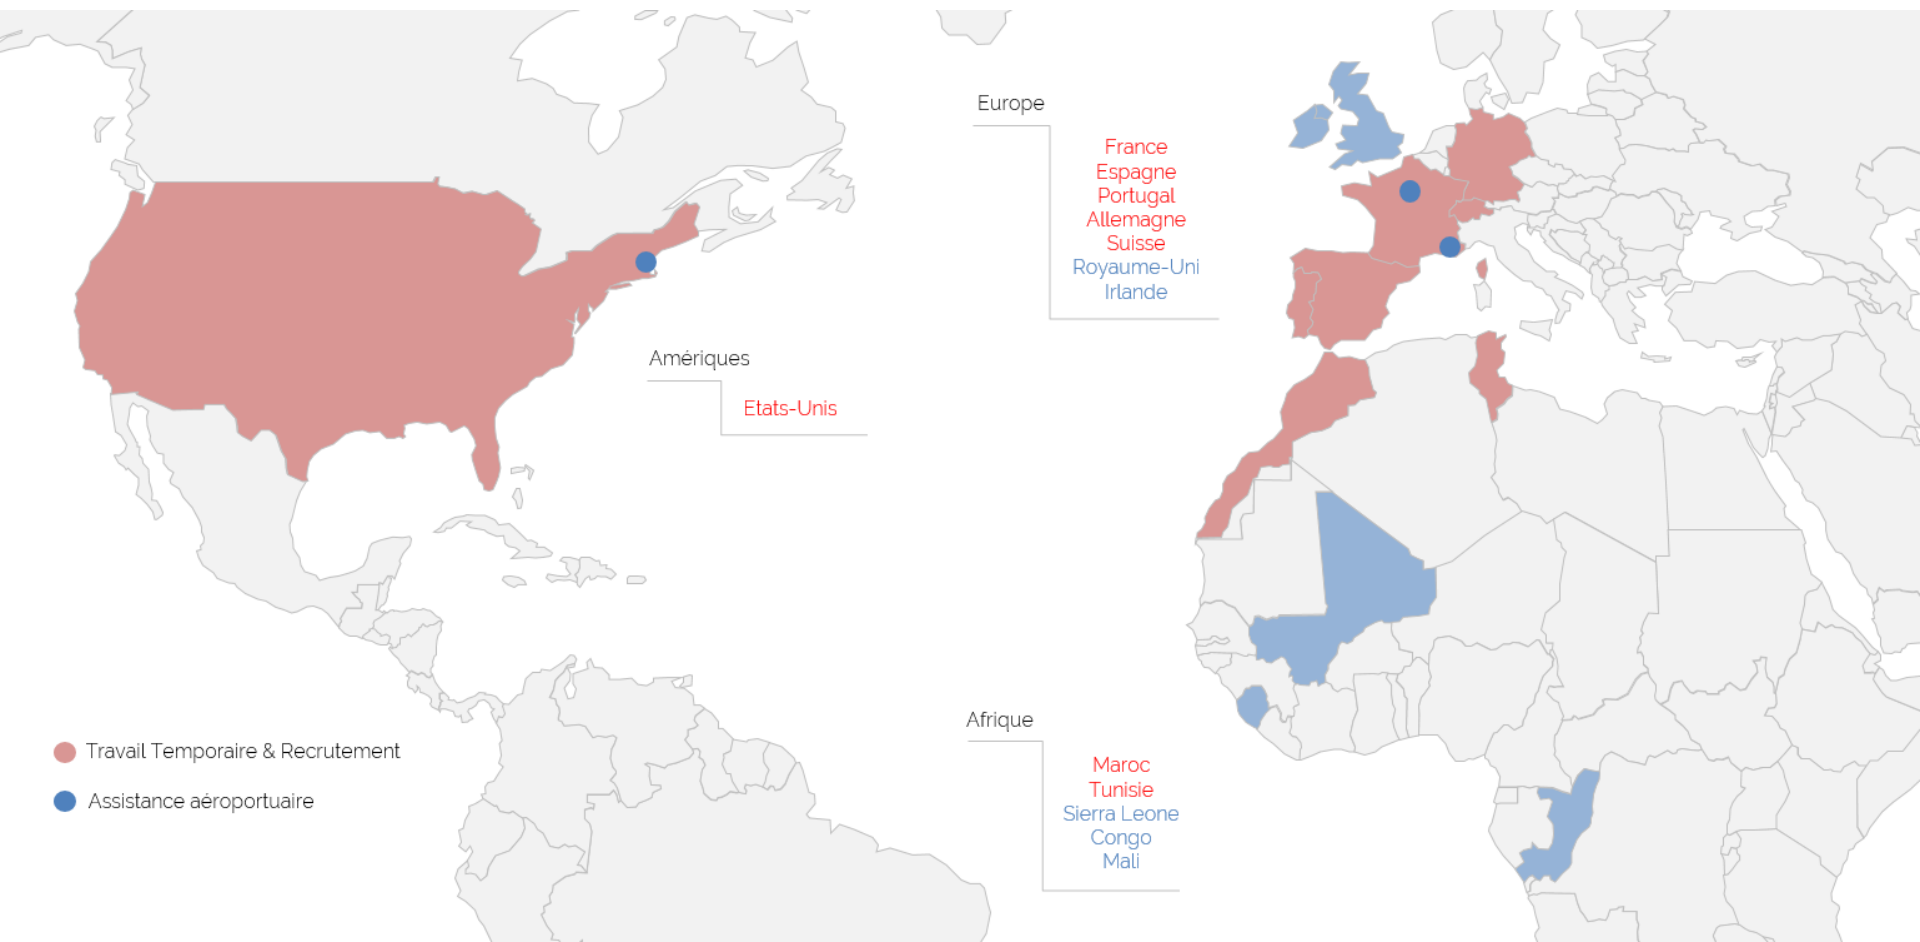 Europe
France
Espagne
Portugal
Allemagne
Suisse
Royaume-Uni
Irlande
Amériques
Etats-Unis
Afrique
Maroc
Tunisie
Sierra Leone
Congo
Mali
Travail Temporaire & Recrutement
Assistance aéroportuaire